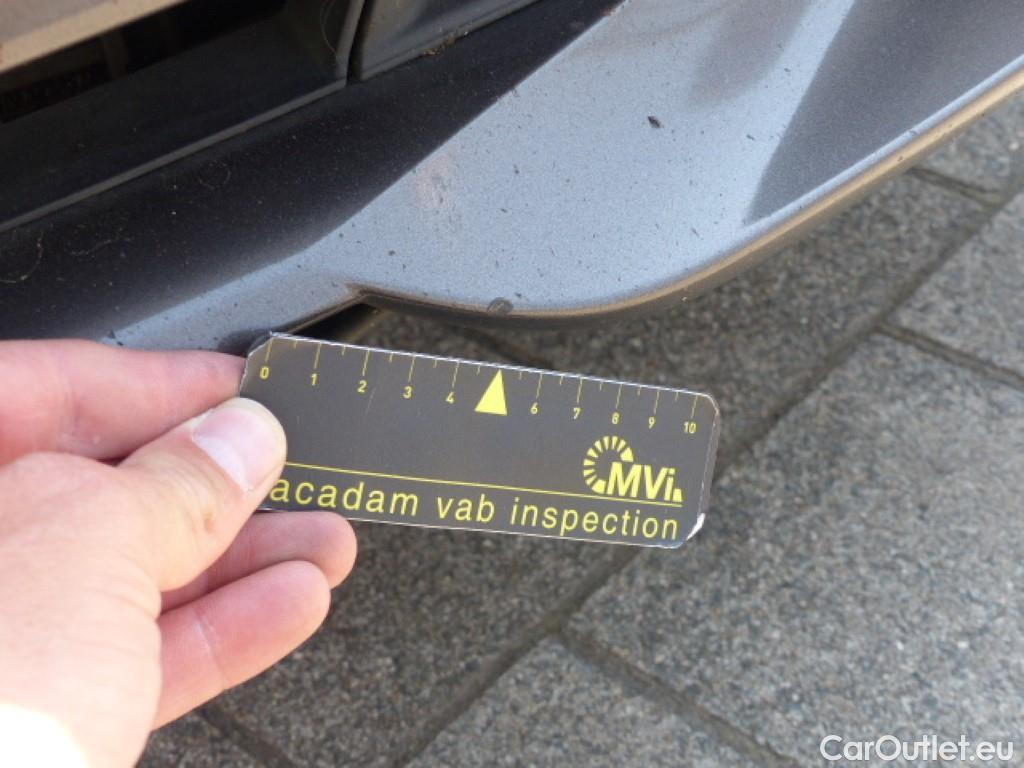 0 1 2 3 4 6 7 8 9 10
MVi
acadam vab inspection
CarOutlet.eu